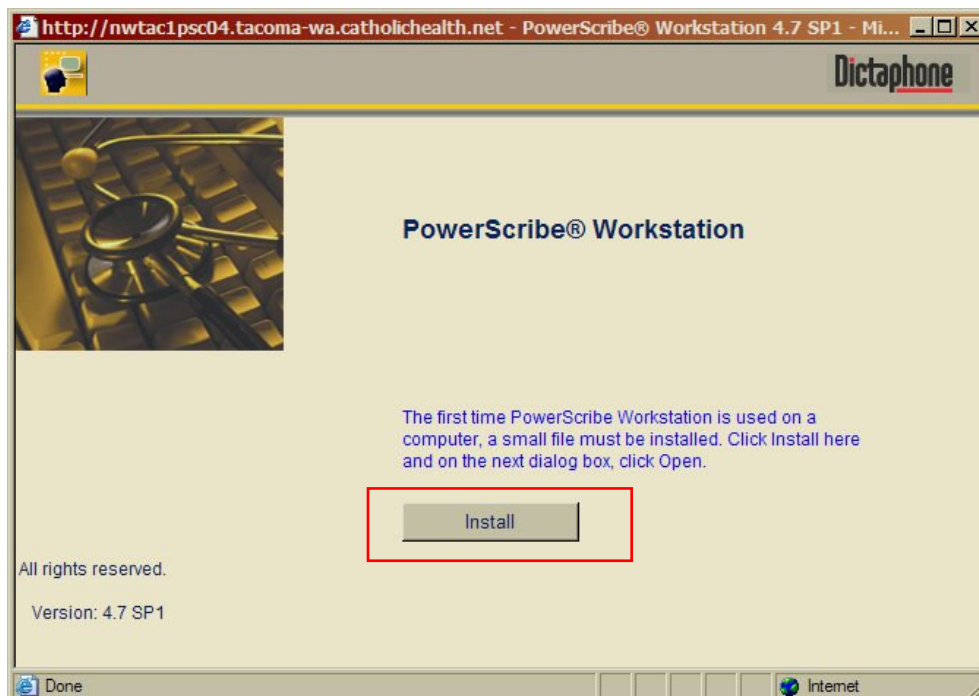 http://nwtac1psc04.tacoma-wa.catholichealth.net - PowerScribe® Workstation 4.7 SP1 - Mi...
Dictaphone
PowerScribe® Workstation
The first time PowerScribe Workstation is used on a
computer, a small file must be installed. Click Install here
and on the next dialog box, click Open.
Install
All rights reserved.
Version: 4.7 SP1
Done
Internet